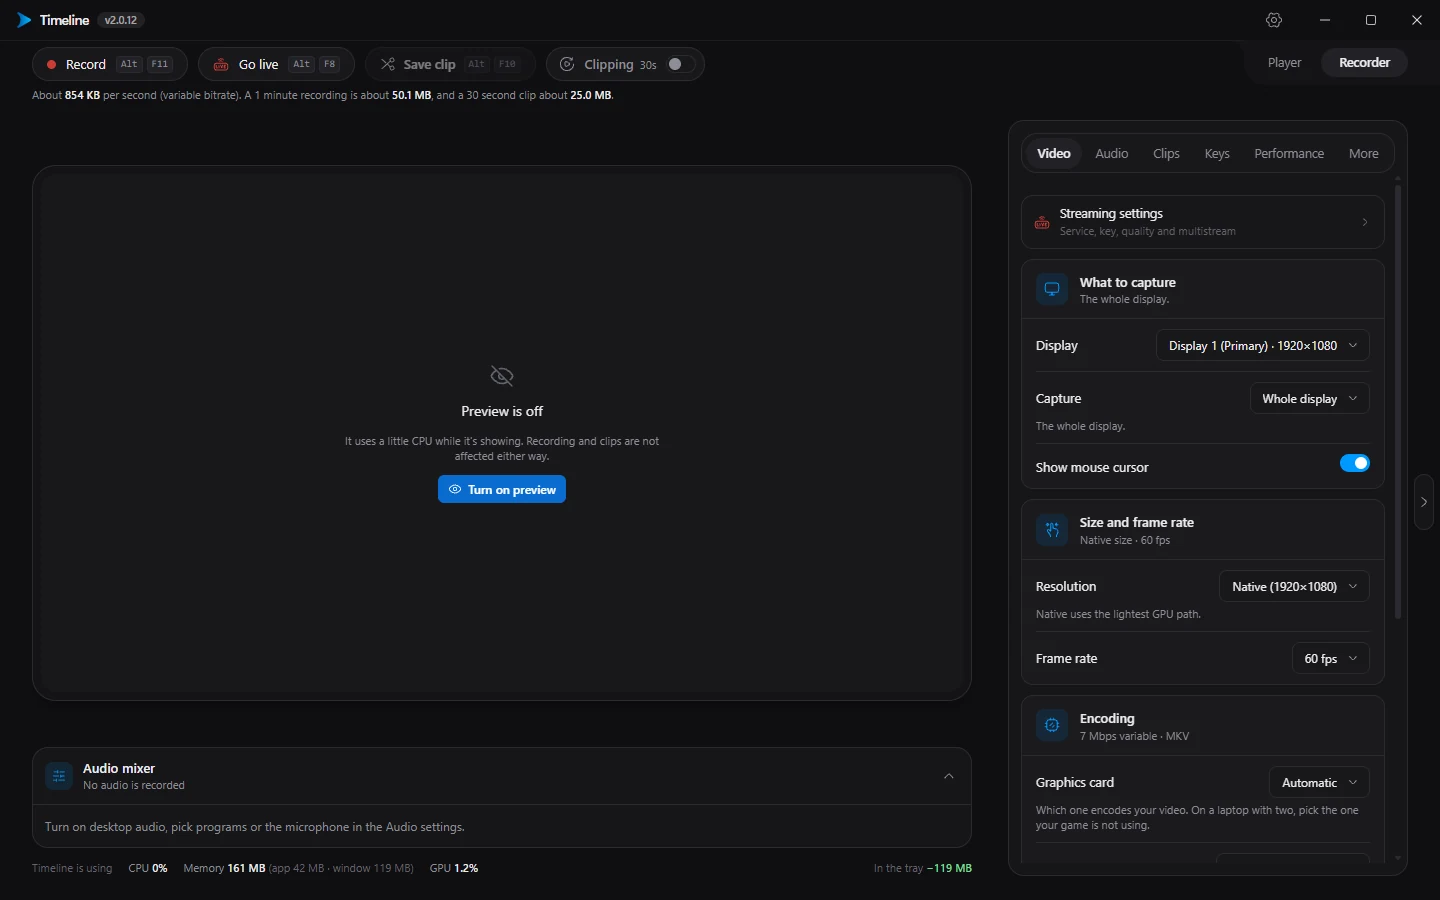 Timeline v2.0.12
Record Alt F11
Go live Alt F8
Save clip Alt F10
Clipping 30s
Player
Recorder
About 854 KB per second (variable bitrate). A 1 minute recording is about 50.1 MB, and a 30 second clip about 25.0 MB.
Preview is off
It uses a little CPU while it's showing. Recording and clips are not
affected either way.
Turn on preview
Audio mixer
No audio is recorded
Turn on desktop audio, pick programs or the microphone in the Audio settings.
Timeline is using CPU 0% Memory 161 MB (app 42 MB · window 119 MB) GPU 1.2%
In the tray −119 MB
Video Audio Clips Keys Performance More
LIVE
Streaming settings
Service, key, quality and multistream
What to capture
The whole display.
Display
Display 1 (Primary) · 1920×1080
Capture
Whole display
The whole display.
Show mouse cursor
Size and frame rate
Native size · 60 fps
Resolution
Native (1920×1080)
Native uses the lightest GPU path.
Frame rate
60 fps
Encoding
7 Mbps variable · MKV
Graphics card
Automatic
Which one encodes your video. On a laptop with two, pick the one
your game is not using.